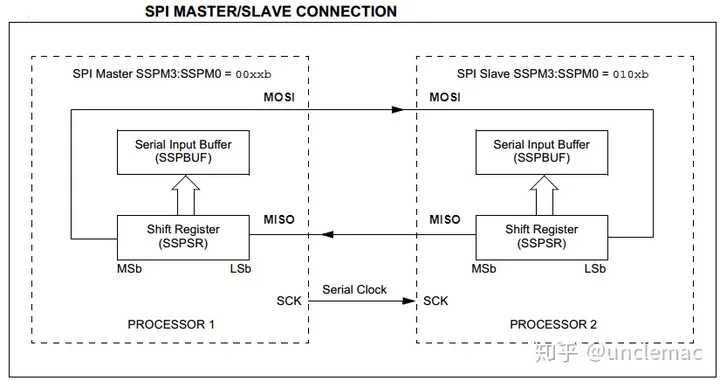 SPI MASTER/SLAVE CONNECTION
SPI Master SSPM3:SSPM0 = 00xxb
SPI Slave SSPM3:SSPM0 = 010xb
MOSI
MOSI
Serial Input Buffer
(SSPBUF)
Serial Input Buffer
(SSPBUF)
MISO
MISO
Shift Register
(SSPSR)
Shift Register
(SSPSR)
MSb
LSb
MSb
LSb
Serial Clock
SCK
SCK
PROCESSOR 1
PROCESSOR 2
知乎 @unclemac